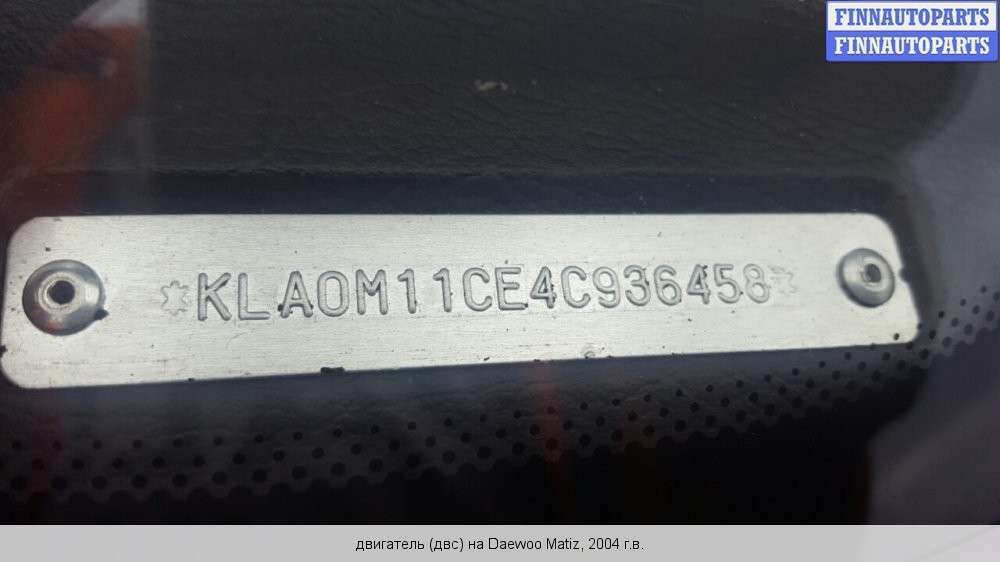 FINNAUTOPARTS
FINNAUTOPARTS
*KLA0M11CE4C936458*
двигатель (двс) на Daewoo Matiz, 2004 г.в.